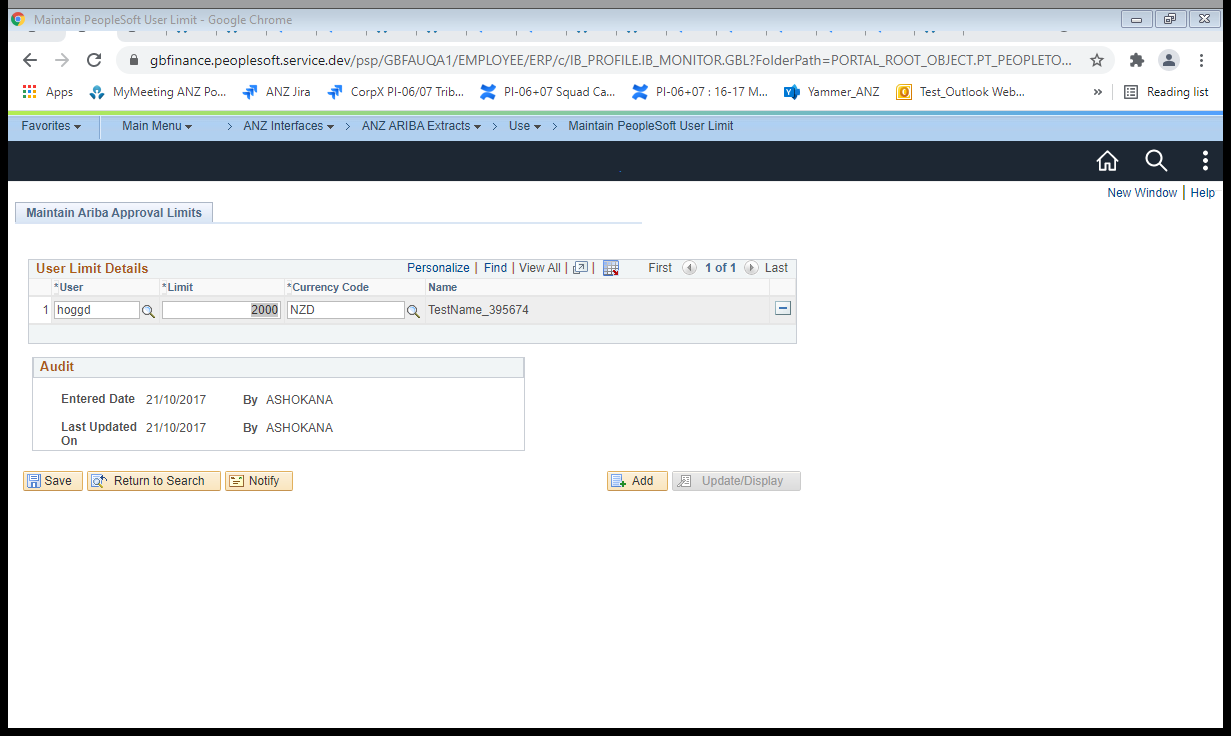 Maintain PeopleSoft User Limit - Google Chrome
gbfinance.peoplesoft.service.dev/psp/GBFAUQA1/EMPLOYEE/ERP/c/IB_PROFILE.IB_MONITOR.GBL?FolderPath=PORTAL_ROOT_OBJECT.PT_PEOPLETO...
Apps MyMeeting ANZ Po... ANZ Jira CorpX PI-06/07 Trib... PI-06+07 Squad Ca... PI-06+07 : 16-17 M... Yammer_ANZ Test_Outlook Web... » Reading list
Favorites Main Menu > ANZ Interfaces > ANZ ARIBA Extracts > Use > Maintain PeopleSoft User Limit
New Window | Help
Maintain Ariba Approval Limits
User Limit Details Personalize | Find | View All | | First 1 of 1 Last
*User *Limit *Currency Code Name
1 hoggd 2000 NZD TestName_395674
Audit
Entered Date 21/10/2017 By ASHOKANA
Last Updated On 21/10/2017 By ASHOKANA
Save Return to Search Notify Add Update/Display